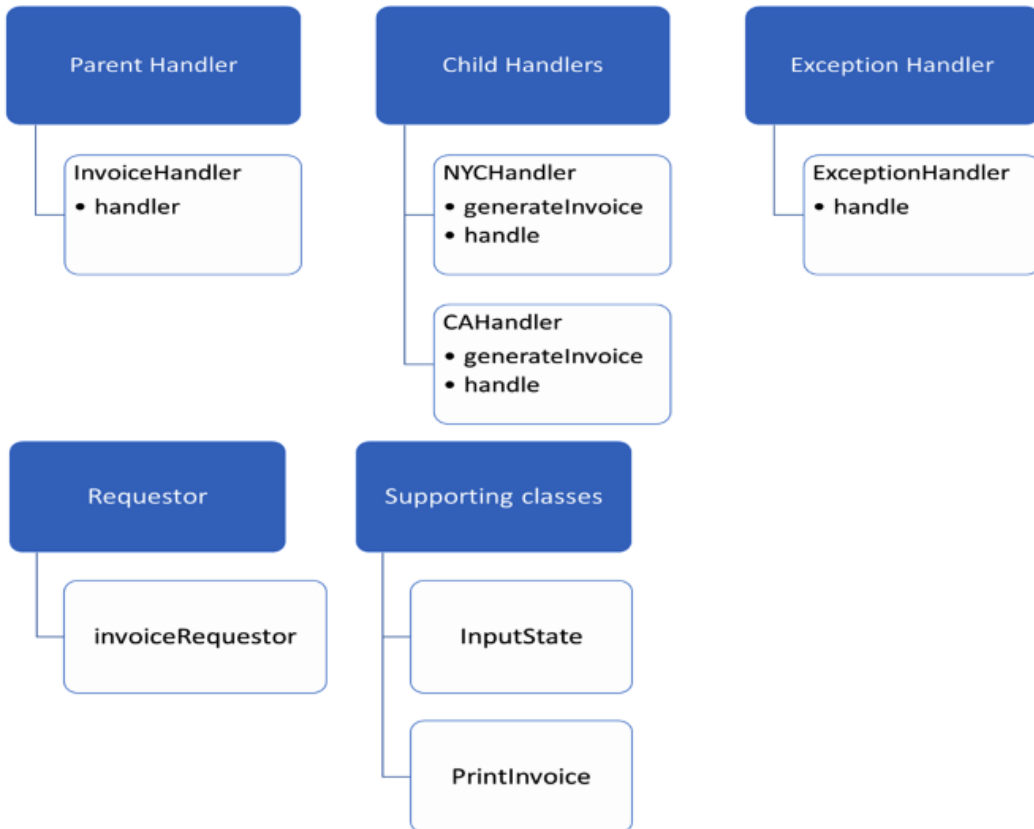 Parent Handler
Child Handlers
Exception Handler
InvoiceHandler
• handler
NYCHandler
• generateInvoice
• handle
ExceptionHandler
• handle
CAHandler
• generateInvoice
• handle
Requestor
Supporting classes
invoiceRequestor
InputState
PrintInvoice